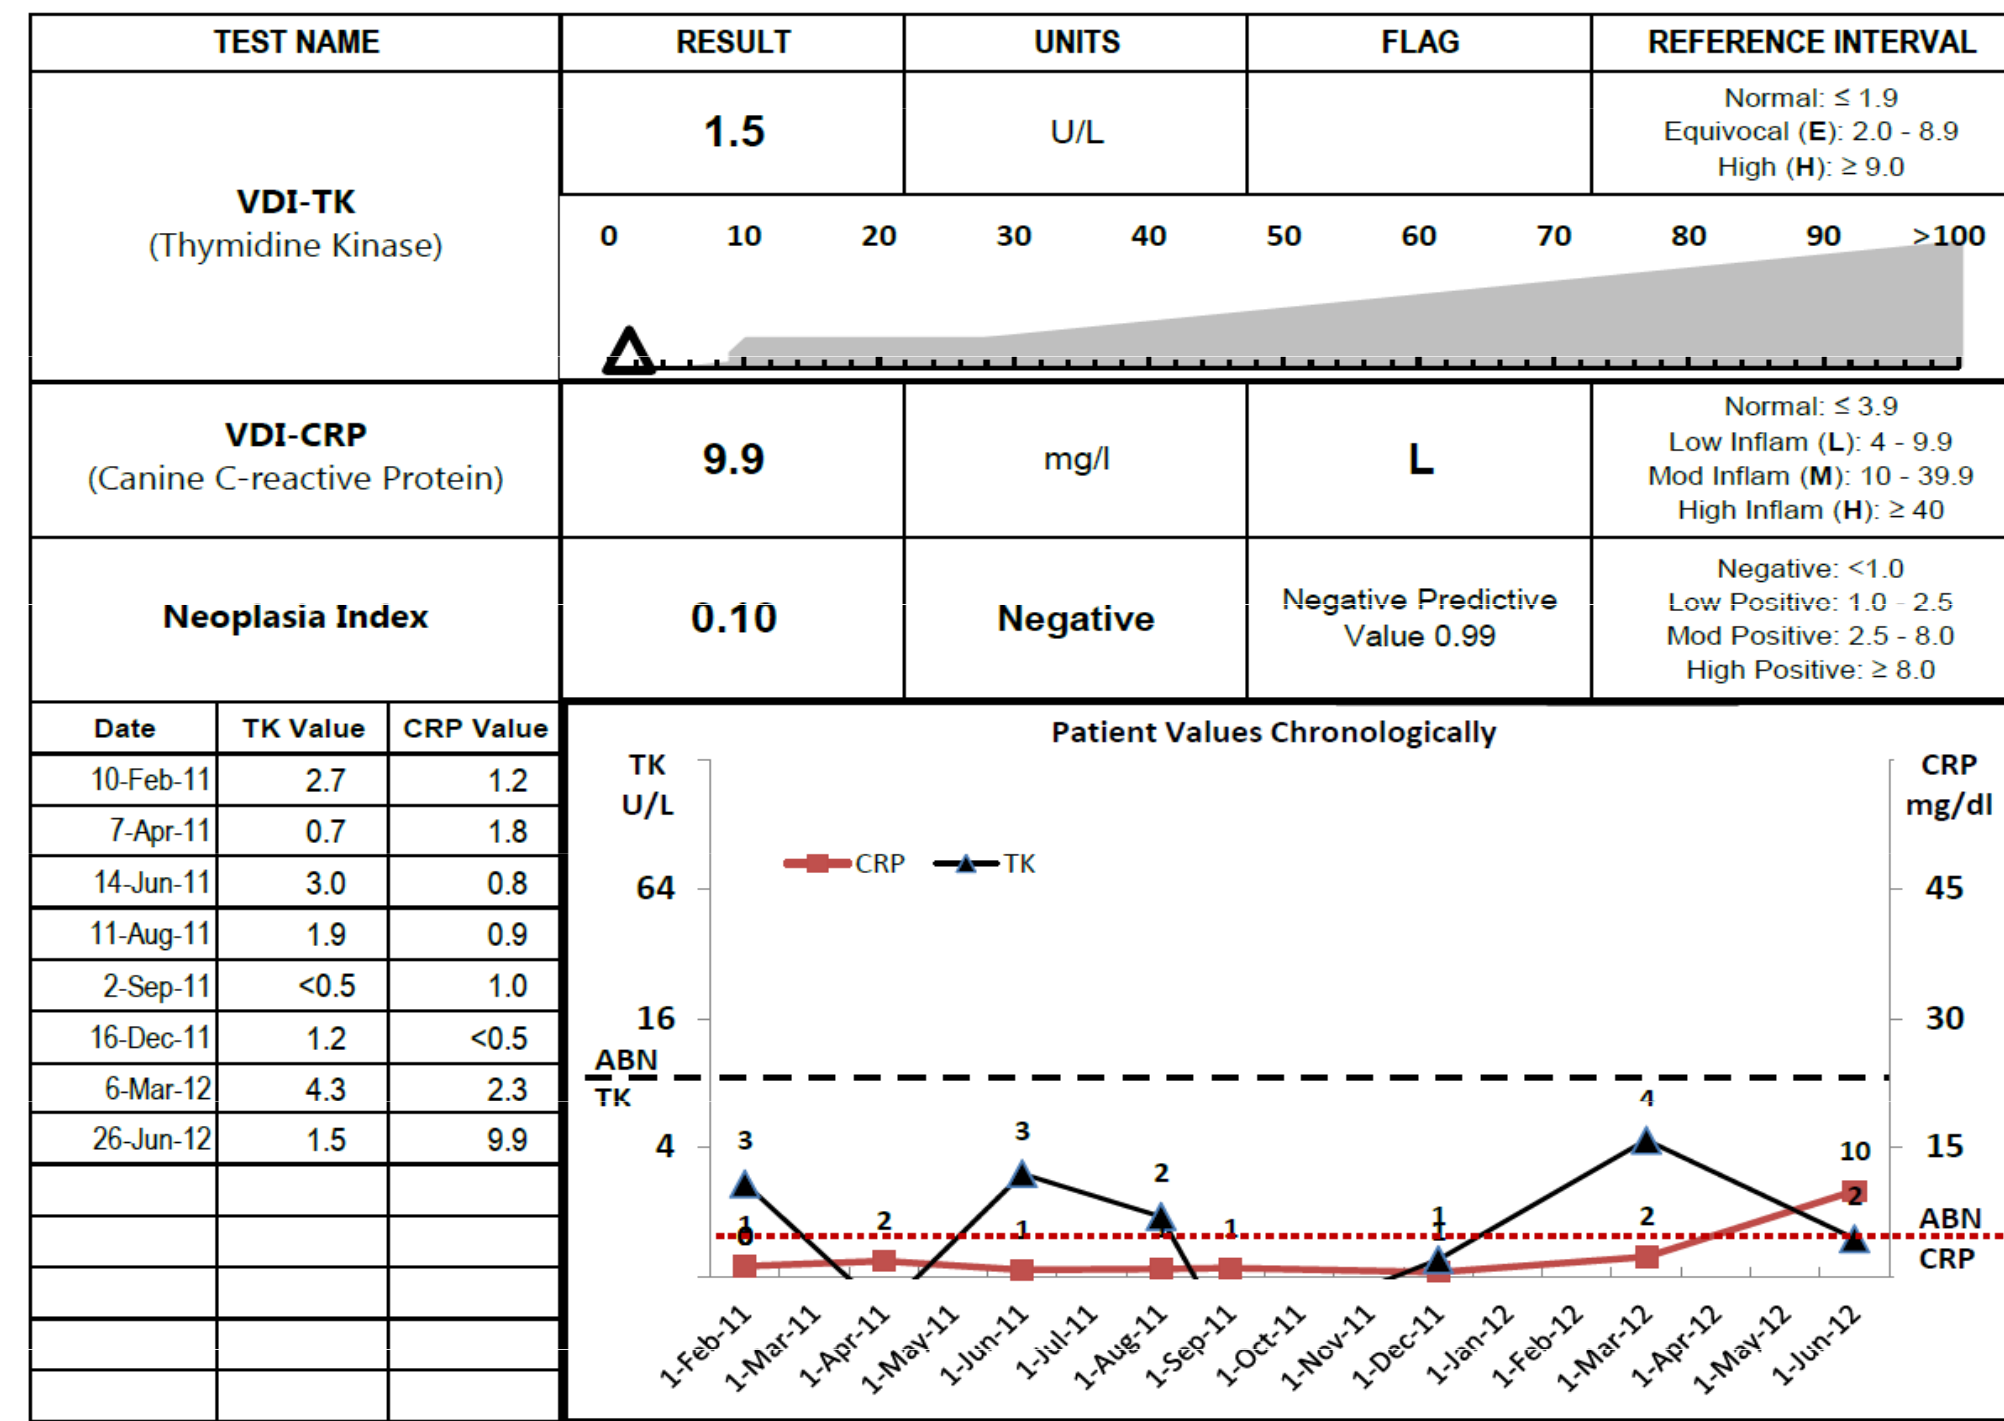 TEST NAME RESULT UNITS FLAG REFERENCE INTERVAL
VDI-TK
(Thymidine Kinase)
1.5 U/L
Normal: ≤ 1.9
Equivocal (E): 2.0 - 8.9
High (H): ≥ 9.0
0 10 20 30 40 50 60 70 80 90 >100
VDI-CRP
(Canine C-reactive Protein)
9.9 mg/l L
Normal: ≤ 3.9
Low Inflam (L): 4 - 9.9
Mod Inflam (M): 10 - 39.9
High Inflam (H): ≥ 40
Neoplasia Index
0.10 Negative
Negative Predictive
Value 0.99
Negative: <1.0
Low Positive: 1.0 - 2.5
Mod Positive: 2.5 - 8.0
High Positive: ≥ 8.0
Date TK Value CRP Value
10-Feb-11 2.7 1.2
7-Apr-11 0.7 1.8
14-Jun-11 3.0 0.8
11-Aug-11 1.9 0.9
2-Sep-11 <0.5 1.0
16-Dec-11 1.2 <0.5
6-Mar-12 4.3 2.3
26-Jun-12 1.5 9.9
Patient Values Chronologically
TK
U/L
CRP
mg/dl
CRP TK
64 45
16 30
ABN
TK
4 15
3 3 2 4 10
2
1 2 1 1 1 1 2
0 1
ABN
CRP
1-Feb-11 1-Mar-11 1-Apr-11 1-May-11 1-Jun-11 1-Jul-11 1-Aug-11 1-Sep-11 1-Oct-11 1-Nov-11 1-Dec-11 1-Jan-12 1-Feb-12 1-Mar-12 1-Apr-12 1-May-12 1-Jun-12